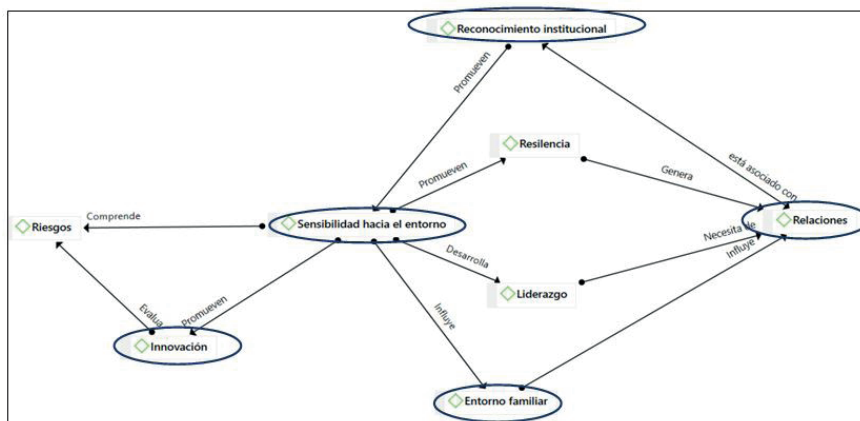 Reconocimiento institucional
Promueven
Resilencia
Promueven
Genera
está asociado con
Riesgos
Comprende
Sensibilidad hacia el entorno
Relaciones
Necesita de
Influye
Desarrolla
Liderazgo
Evalua
Promueven
Influye
Innovación
Entorno familiar